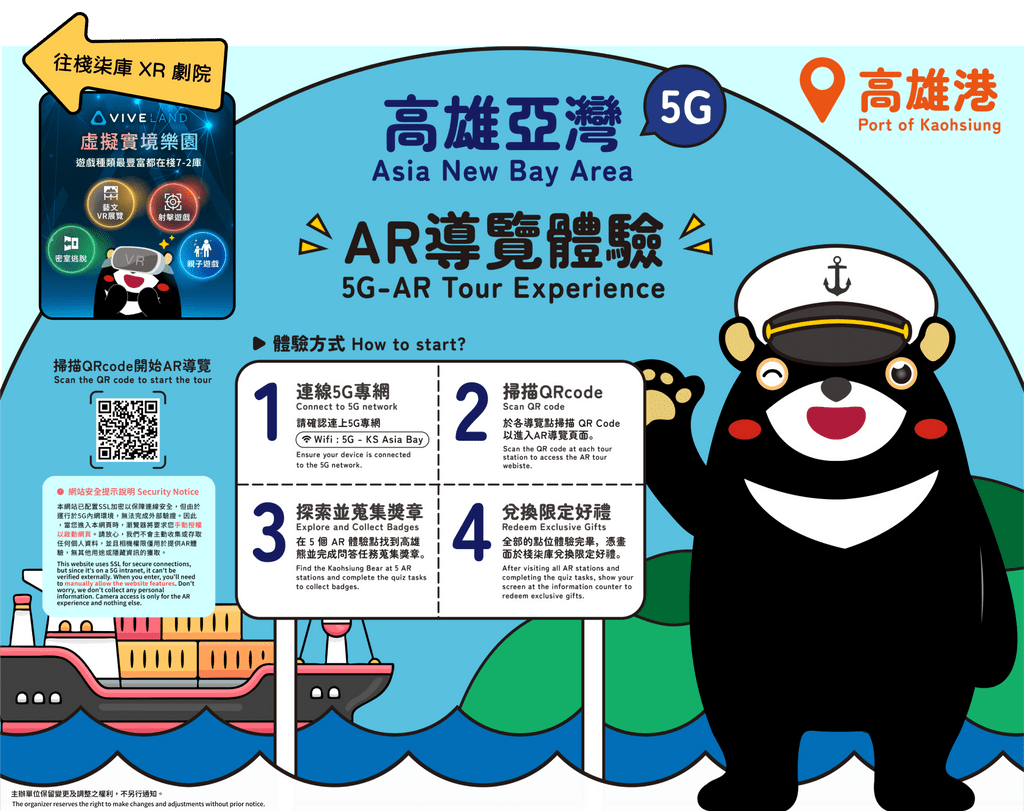 往棧柒庫 XR 劇院
VIVELAND
虛擬實境樂園
遊戲種類最豐富都在棧7-2庫
藝文
VR展覽
射擊遊戲
密室逃脫
親子遊戲
VR
高雄亞灣
5G
Asia New Bay Area
高雄港
Port of Kaohsiung
AR導覽體驗
5G-AR Tour Experience
掃描QRcode開始AR導覽
Scan the QR code to start the tour
網站安全提示說明 Security Notice
本網站已配置SSL加密以保障連線安全，但由於
運行於5G內網環境，無法完成外部驗證。因此
，當您進入本網頁時，瀏覽器將要求您手動授權
以啟動網頁。請放心，我們不會主動收集或存取
任何個人資料，並且相機權限僅用於提供AR體
驗，無其他用途或隱藏資訊的獲取。
This website uses SSL for secure connections,
but since it's on a 5G intranet, it can't be
verified externally. When you enter, you'll need
to manually allow the website features. Don't
worry, we don't collect any personal
information. Camera access is only for the AR
experience and nothing else.
體驗方式 How to start?
1
連線5G專網
Connect to 5G network
請確認連上5G專網
Wifi : 5G - KS Asia Bay
Ensure your device is connected
to the 5G network.
2
掃描QRcode
Scan QR code
於各導覽點掃描 QR Code
以進入AR導覽頁面。
Scan the QR code at each tour
station to access the AR tour
webiste.
3
探索並蒐集獎章
Explore and Collect Badges
在 5 個 AR 體驗點找到高雄
熊並完成問答任務蒐集獎章。
Find the Kaohsiung Bear at 5 AR
stations and complete the quiz tasks
to collect badges.
4
兌換限定好禮
Redeem Exclusive Gifts
全部的點位體驗完畢，憑畫
面於棧柒庫兌換限定好禮。
After visiting all AR stations and
completing the quiz tasks, show your
screen at the information counter to
redeem exclusive gifts.
主辦單位保留變更及調整之權利，不另行通知。
The organizer reserves the right to make changes and adjustments without prior notice.